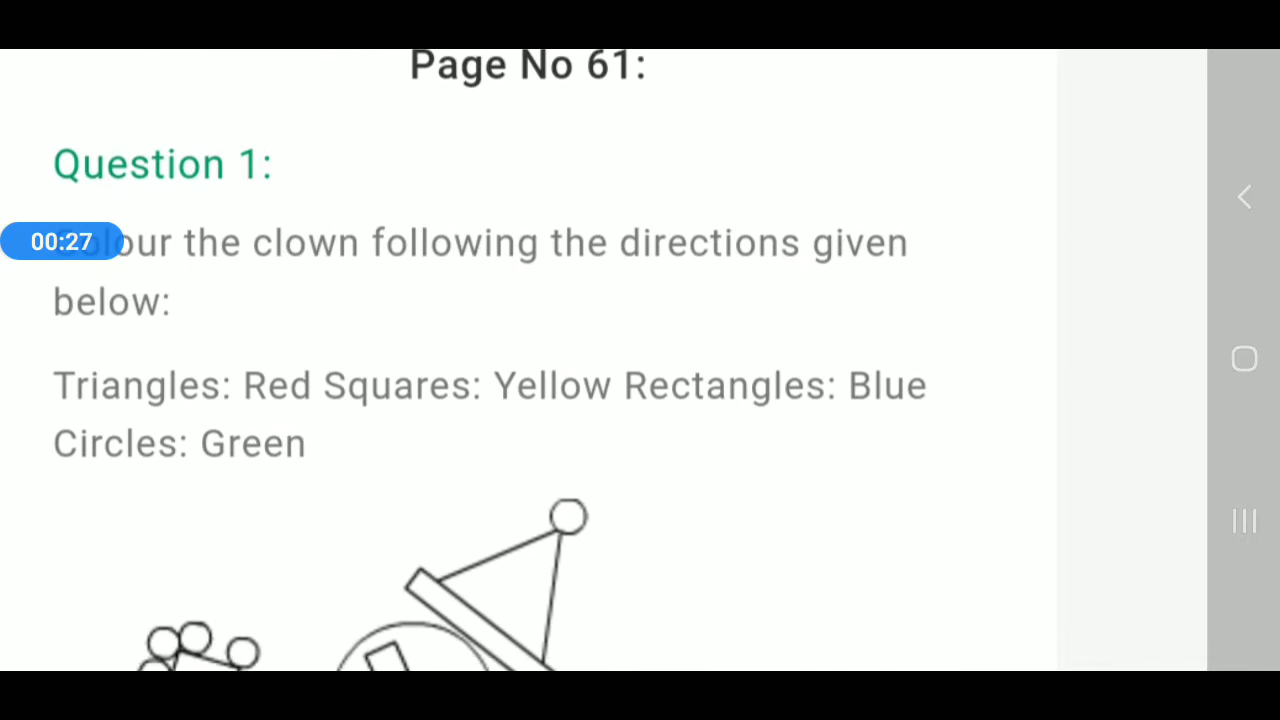 Page No 61:
Question 1:
00:27
Colour the clown following the directions given
below:
Triangles: Red Squares: Yellow Rectangles: Blue
Circles: Green